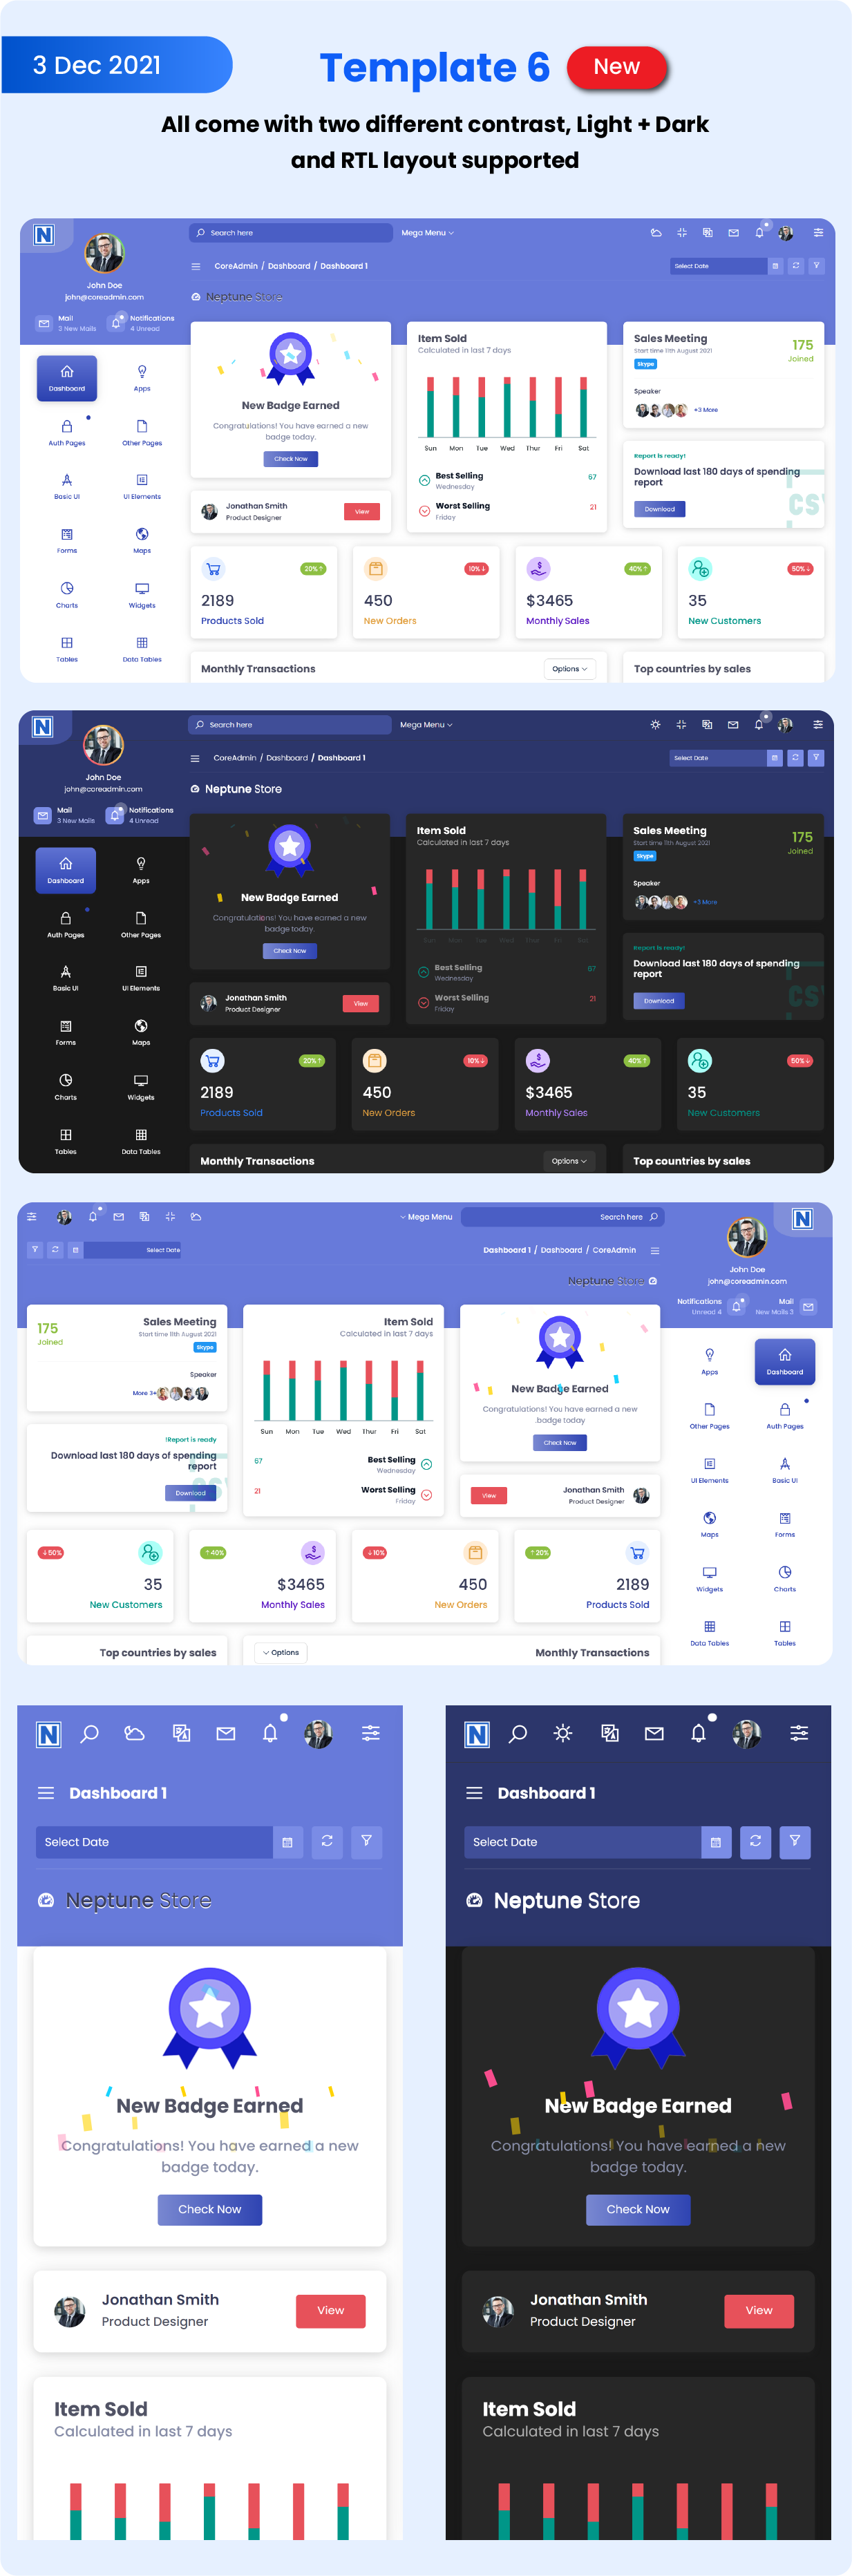 3 Dec 2021
Template 6
New
All come with two different contrast, Light + Dark
and RTL layout supported
N
Search here
Mega Menu
John Doe
john@coreadmin.com
CoreAdmin / Dashboard / Dashboard 1
Select Date
Mail
3 New Mails
Notifications
4 Unread
Neptune Store
Dashboard
Apps
Auth Pages
Other Pages
Basic UI
UI Elements
Forms
Maps
Charts
Widgets
Tables
Data Tables
New Badge Earned
Congratulations! You have earned a new
badge today.
Check Now
Jonathan Smith
Product Designer
View
Item Sold
Calculated in last 7 days
Sun Mon Tue Wed Thur Fri Sat
Best Selling
Wednesday
67
Worst Selling
Friday
21
Sales Meeting
Start time 11th August 2021
Skype
175
Joined
Speaker
+3 More
Report is ready!
Download last 180 days of spending
report
Download
CS
20% ↑
2189
Products Sold
10% ↓
450
New Orders
40% ↑
$3465
Monthly Sales
50% ↓
35
New Customers
Monthly Transactions
Options
Top countries by sales
N
Search here
Mega Menu
John Doe
john@coreadmin.com
CoreAdmin / Dashboard / Dashboard 1
Select Date
Mail
3 New Mails
Notifications
4 Unread
Neptune Store
Dashboard
Apps
Auth Pages
Other Pages
Basic UI
UI Elements
Forms
Maps
Charts
Widgets
Tables
Data Tables
New Badge Earned
Congratulations! You have earned a new
badge today.
Check Now
Jonathan Smith
Product Designer
View
Item Sold
Calculated in last 7 days
Sun Mon Tue Wed Thur Fri Sat
Best Selling
Wednesday
67
Worst Selling
Friday
21
Sales Meeting
Start time 11th August 2021
Skype
175
Joined
Speaker
+3 More
Report is ready!
Download last 180 days of spending
report
Download
CS
20% ↑
2189
Products Sold
10% ↓
450
New Orders
40% ↑
$3465
Monthly Sales
50% ↓
35
New Customers
Monthly Transactions
Options
Top countries by sales
Mega Menu
Search here
N
Select Date
Dashboard 1 / Dashboard / CoreAdmin
John Doe
john@coreadmin.com
Neptune Store
Notifications
Unread 4
Mail
New Mails 3
175
Joined
Sales Meeting
Start time 11th August 2021
Skype
Speaker
More 3+
!Report is ready
Download last 180 days of spending
report
Download
Item Sold
Calculated in last 7 days
Sun Mon Tue Wed Thur Fri Sat
67
Best Selling
Wednesday
21
Worst Selling
Friday
New Badge Earned
Congratulations! You have earned a new
.badge today
Check Now
View
Jonathan Smith
Product Designer
Apps
Dashboard
Other Pages
Auth Pages
UI Elements
Basic UI
Maps
Forms
Widgets
Charts
Data Tables
Tables
↓ 50%
35
New Customers
↑ 40%
$3465
Monthly Sales
↓ 10%
450
New Orders
↑ 20%
2189
Products Sold
Top countries by sales
Options
Monthly Transactions
N
Dashboard 1
Select Date
Neptune Store
New Badge Earned
Congratulations! You have earned a new
badge today.
Check Now
Jonathan Smith
Product Designer
View
Item Sold
Calculated in last 7 days
N
Dashboard 1
Select Date
Neptune Store
New Badge Earned
Congratulations! You have earned a new
badge today.
Check Now
Jonathan Smith
Product Designer
View
Item Sold
Calculated in last 7 days